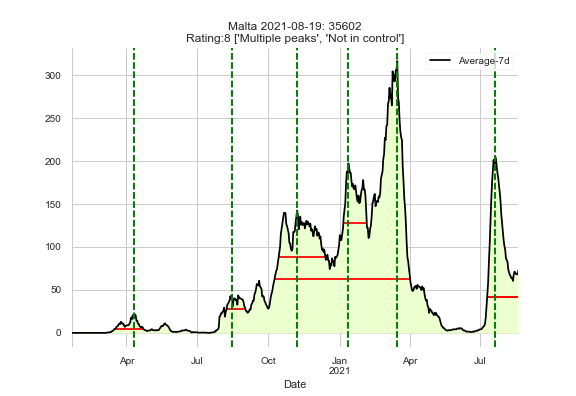 Malta 2021-08-19: 35602
Rating:8 ['Multiple peaks', 'Not in control']
Average-7d
300
250
200
150
100
50
0
Apr Jul Oct Jan Apr Jul
2021
Date